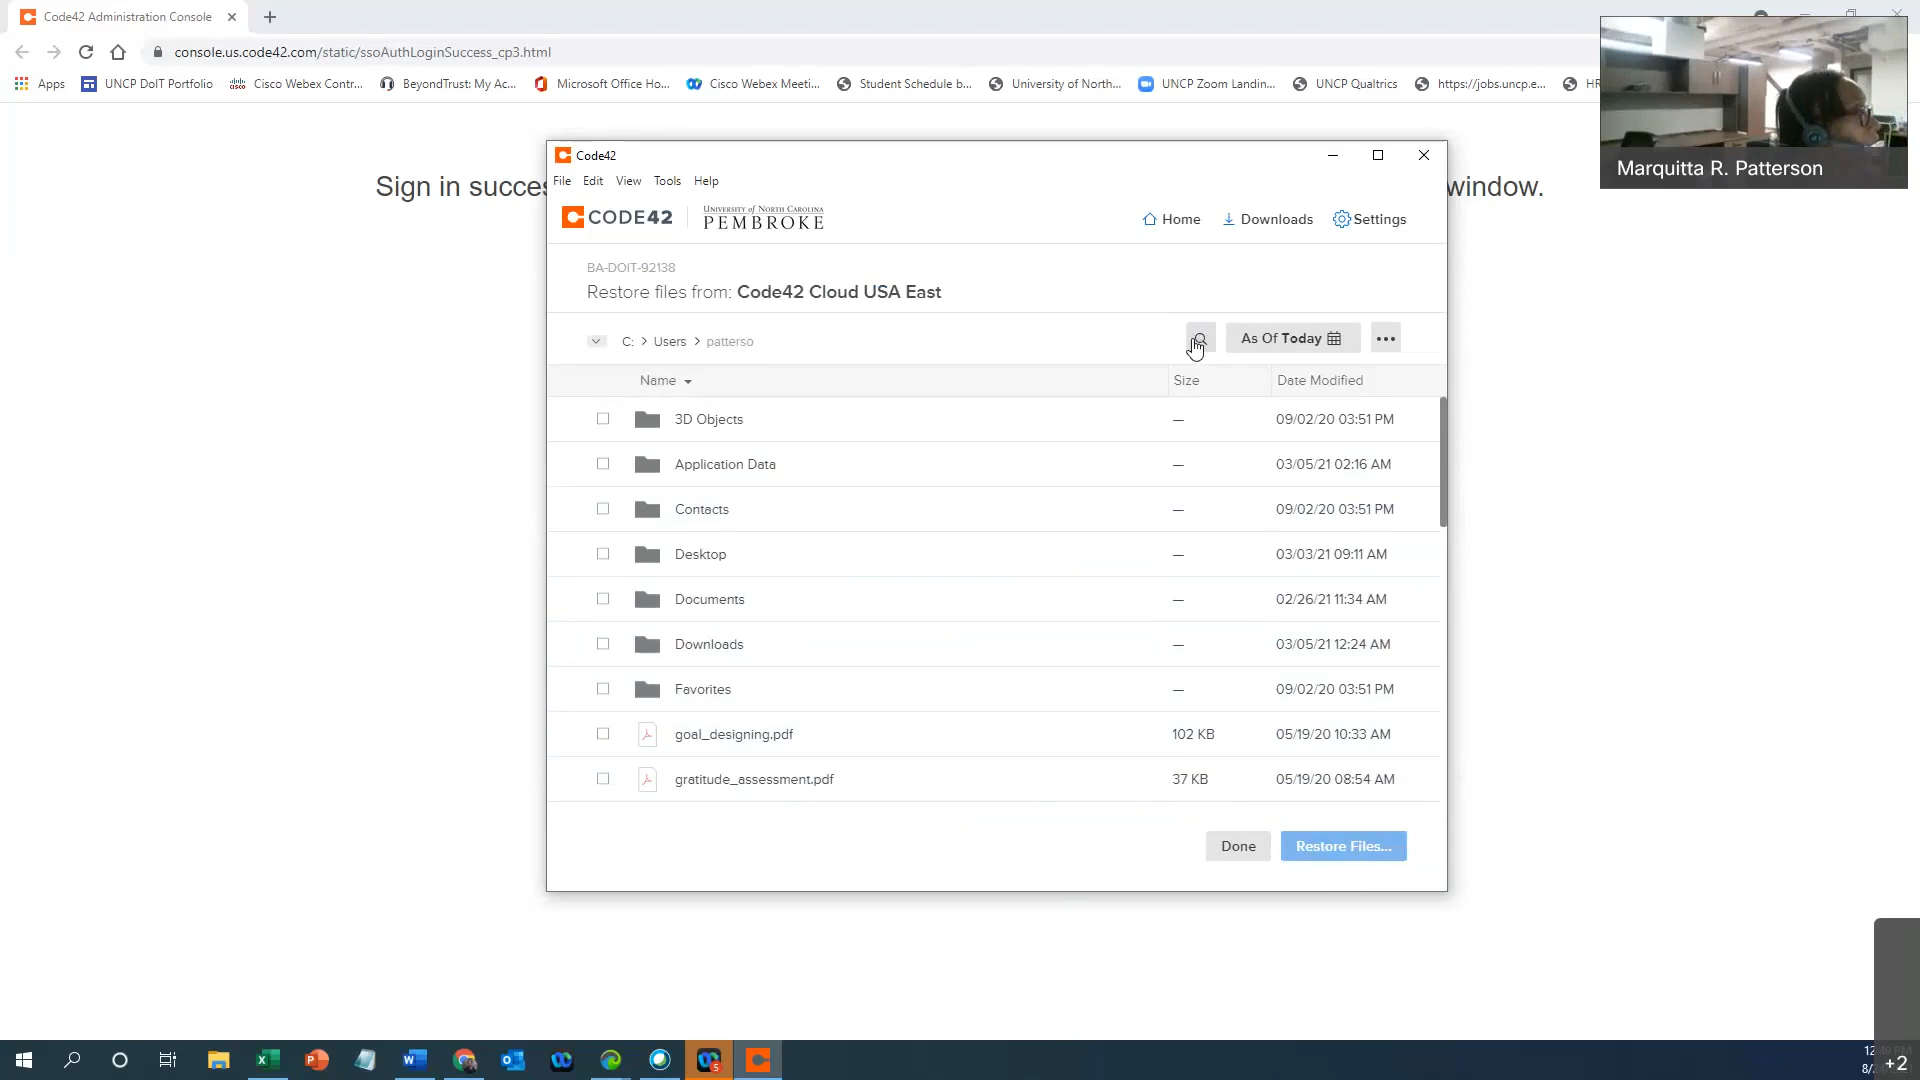 Code42 Administration Console
console.us.code42.com/static/ssoAuthLoginSuccess_cp3.html
Apps UNCP DoIT Portfolio Cisco Webex Contr... BeyondTrust: My Ac... Microsoft Office Ho... Cisco Webex Meeti... Student Schedule b... University of North... UNCP Zoom Landin... UNCP Qualtrics https://jobs.uncp.e... HR
Marquitta R. Patterson
Sign in succes window.
Code42
File Edit View Tools Help
CODE42 UNIVERSITY of NORTH CAROLINA
PEMBROKE
Home Downloads Settings
BA-DOIT-92138
Restore files from: Code42 Cloud USA East
C: > Users > patterso As Of Today
Name Size Date Modified
3D Objects — 09/02/20 03:51 PM
Application Data — 03/05/21 02:16 AM
Contacts — 09/02/20 03:51 PM
Desktop — 03/03/21 09:11 AM
Documents — 02/26/21 11:34 AM
Downloads — 03/05/21 12:24 AM
Favorites — 09/02/20 03:51 PM
goal_designing.pdf 102 KB 05/19/20 10:33 AM
gratitude_assessment.pdf 37 KB 05/19/20 08:54 AM
Done Restore Files...
+2